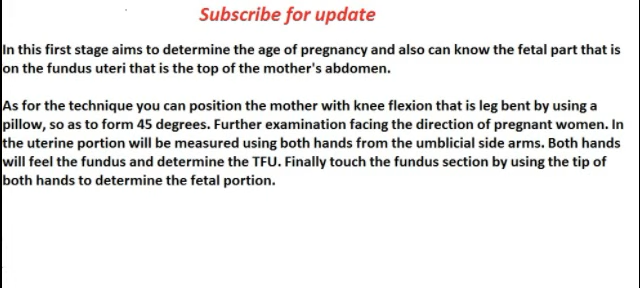 Subscribe for update
In this first stage aims to determine the age of pregnancy and also can know the fetal part that is
on the fundus uteri that is the top of the mother's abdomen.
As for the technique you can position the mother with knee flexion that is leg bent by using a
pillow, so as to form 45 degrees. Further examination facing the direction of pregnant women. In
the uterine portion will be measured using both hands from the umblicial side arms. Both hands
will feel the fundus and determine the TFU. Finally touch the fundus section by using the tip of
both hands to determine the fetal portion.